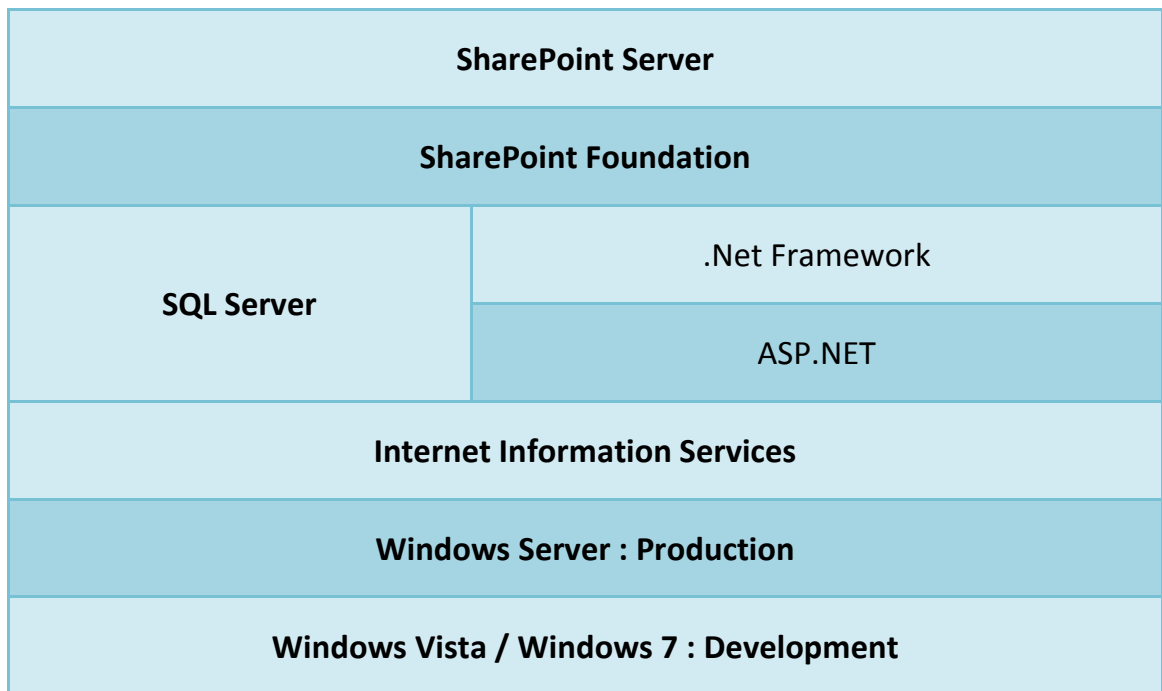 SharePoint Server
SharePoint Foundation
SQL Server
.Net Framework
ASP.NET
Internet Information Services
Windows Server : Production
Windows Vista / Windows 7 : Development